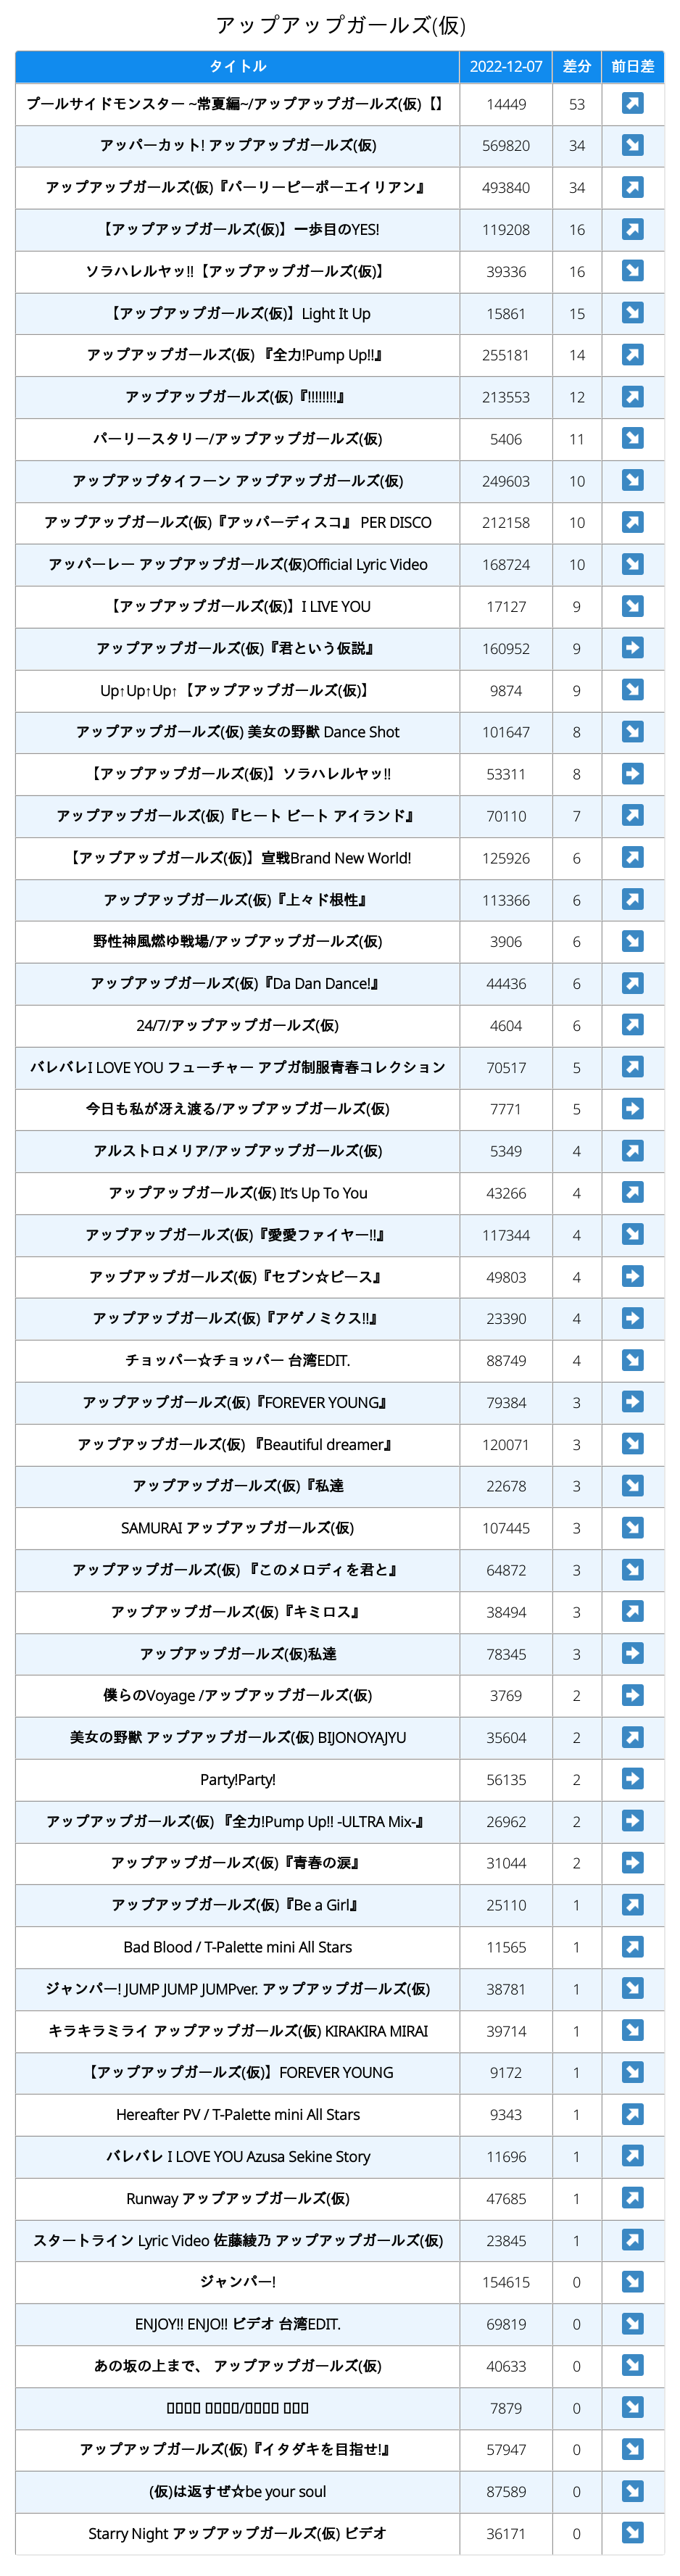 アップアップガールズ(仮)
タイトル 2022-12-07 差分 前日差
プールサイドモンスター ~常夏編~/アップアップガールズ(仮)【】 14449 53
アッパーカット! アップアップガールズ(仮) 569820 34
アップアップガールズ(仮)『パーリーピーポーエイリアン』 493840 34
【アップアップガールズ(仮)】一歩目のYES! 119208 16
ソラハレルヤッ!!【アップアップガールズ(仮)】 39336 16
【アップアップガールズ(仮)】Light It Up 15861 15
アップアップガールズ(仮) 『全力!Pump Up!!』 255181 14
アップアップガールズ(仮)『!!!!!!!!』 213553 12
パーリースタリー/アップアップガールズ(仮) 5406 11
アップアップタイフーン アップアップガールズ(仮) 249603 10
アップアップガールズ(仮)『アッパーディスコ』 PER DISCO 212158 10
アッパーレー アップアップガールズ(仮)Official Lyric Video 168724 10
【アップアップガールズ(仮)】I LIVE YOU 17127 9
アップアップガールズ(仮)『君という仮説』 160952 9
Up↑Up↑Up↑【アップアップガールズ(仮)】 9874 9
アップアップガールズ(仮) 美女の野獣 Dance Shot 101647 8
【アップアップガールズ(仮)】ソラハレルヤッ!! 53311 8
アップアップガールズ(仮)『ヒート ビート アイランド』 70110 7
【アップアップガールズ(仮)】宣戦Brand New World! 125926 6
アップアップガールズ(仮)『上々ド根性』 113366 6
野性神風燃ゆ戦場/アップアップガールズ(仮) 3906 6
アップアップガールズ(仮)『Da Dan Dance!』 44436 6
24/7/アップアップガールズ(仮) 4604 6
バレバレI LOVE YOU フューチャー アプガ制服青春コレクション 70517 5
今日も私が冴え渡る/アップアップガールズ(仮) 7771 5
アルストロメリア/アップアップガールズ(仮) 5349 4
アップアップガールズ(仮) It's Up To You 43266 4
アップアップガールズ(仮)『愛愛ファイヤー!!』 117344 4
アップアップガールズ(仮)『セブン☆ピース』 49803 4
アップアップガールズ(仮)『アゲノミクス!!』 23390 4
チョッパー☆チョッパー 台湾EDIT. 88749 4
アップアップガールズ(仮)『FOREVER YOUNG』 79384 3
アップアップガールズ(仮) 『Beautiful dreamer』 120071 3
アップアップガールズ(仮)『私達 22678 3
SAMURAI アップアップガールズ(仮) 107445 3
アップアップガールズ(仮) 『このメロディを君と』 64872 3
アップアップガールズ(仮)『キミロス』 38494 3
アップアップガールズ(仮)私達 78345 3
僕らのVoyage /アップアップガールズ(仮) 3769 2
美女の野獣 アップアップガールズ(仮) BIJONOYAJYU 35604 2
Party!Party! 56135 2
アップアップガールズ(仮) 『全力!Pump Up!! -ULTRA Mix-』 26962 2
アップアップガールズ(仮)『青春の涙』 31044 2
アップアップガールズ(仮)『Be a Girl』 25110 1
Bad Blood / T-Palette mini All Stars 11565 1
ジャンパー! JUMP JUMP JUMPver. アップアップガールズ(仮) 38781 1
キラキラミライ アップアップガールズ(仮) KIRAKIRA MIRAI 39714 1
【アップアップガールズ(仮)】FOREVER YOUNG 9172 1
Hereafter PV / T-Palette mini All Stars 9343 1
バレバレ I LOVE YOU Azusa Sekine Story 11696 1
Runway アップアップガールズ(仮) 47685 1
スタートライン Lyric Video 佐藤綾乃 アップアップガールズ(仮) 23845 1
ジャンパー! 154615 0
ENJOY!! ENJO!! ビデオ 台湾EDIT. 69819 0
あの坂の上まで、 アップアップガールズ(仮) 40633 0
7879 0
アップアップガールズ(仮)『イタダキを目指せ!』 57947 0
(仮)は返すぜ☆be your soul 87589 0
Starry Night アップアップガールズ(仮) ビデオ 36171 0